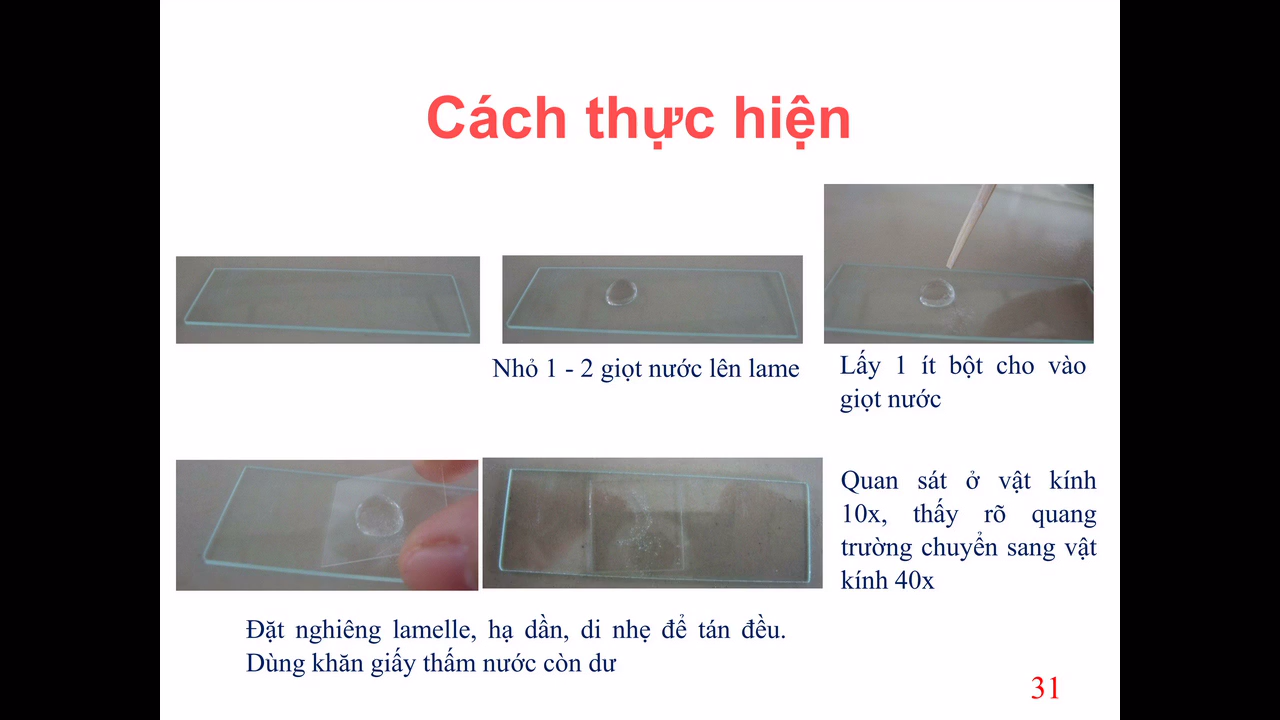 Cách thực hiện
Nhỏ 1 - 2 giọt nước lên lame
Lấy 1 ít bột cho vào
giọt nước
Quan sát ở vật kính
10x, thấy rõ quang
trường chuyển sang vật
kính 40x
Đặt nghiêng lamelle, hạ dần, di nhẹ để tán đều.
Dùng khăn giấy thấm nước còn dư
31